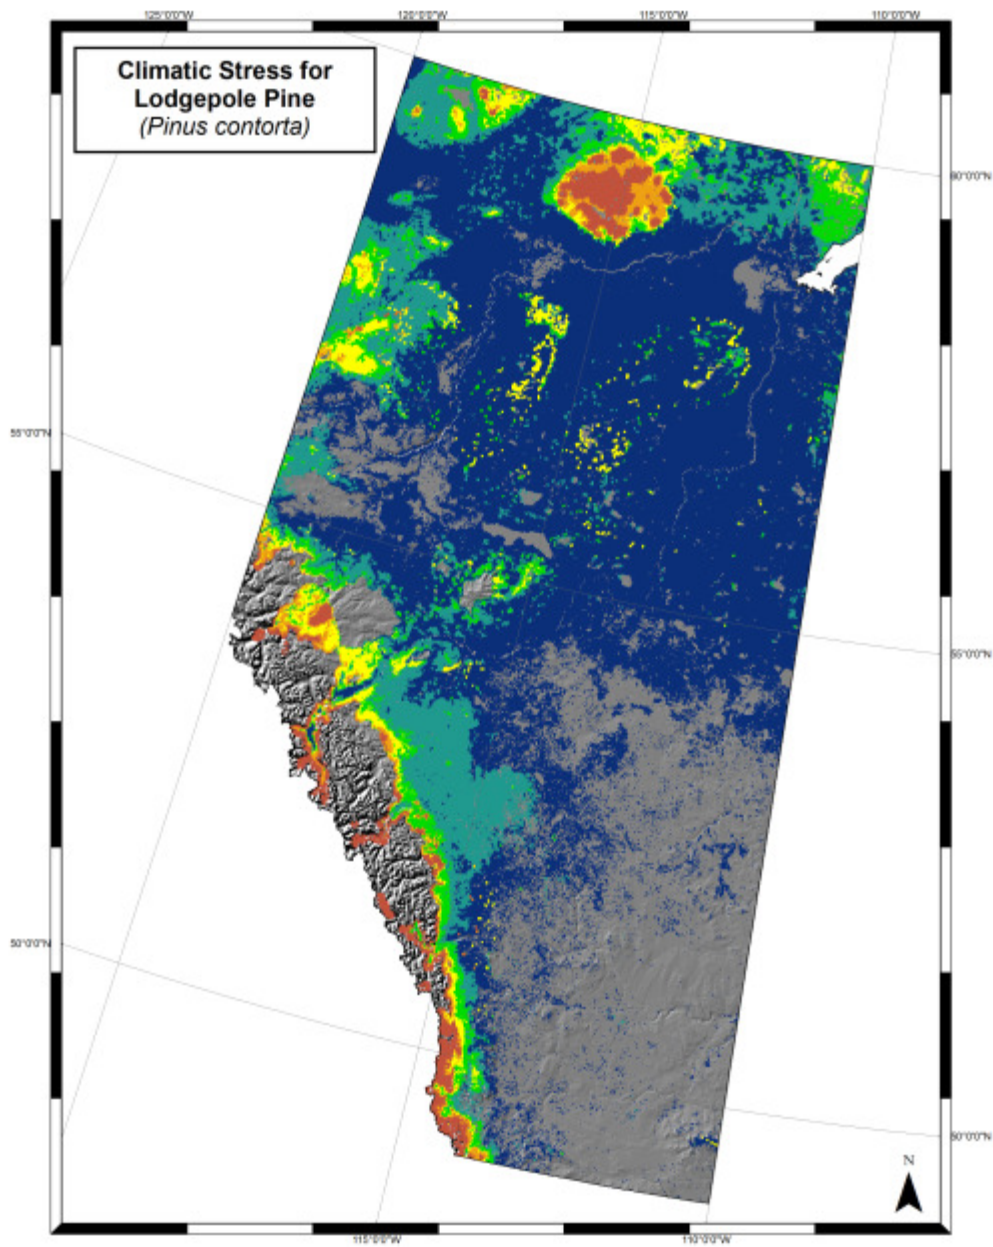 125°0'0"W 120°0'0"W 115°0'0"W 110°0'0"W
Climatic Stress for
Lodgepole Pine
(Pinus contorta)
60°0'0"N
55°0'0"N
55°0'0"N
50°0'0"N
50°0'0"N
N
115°0'0"W 110°0'0"W